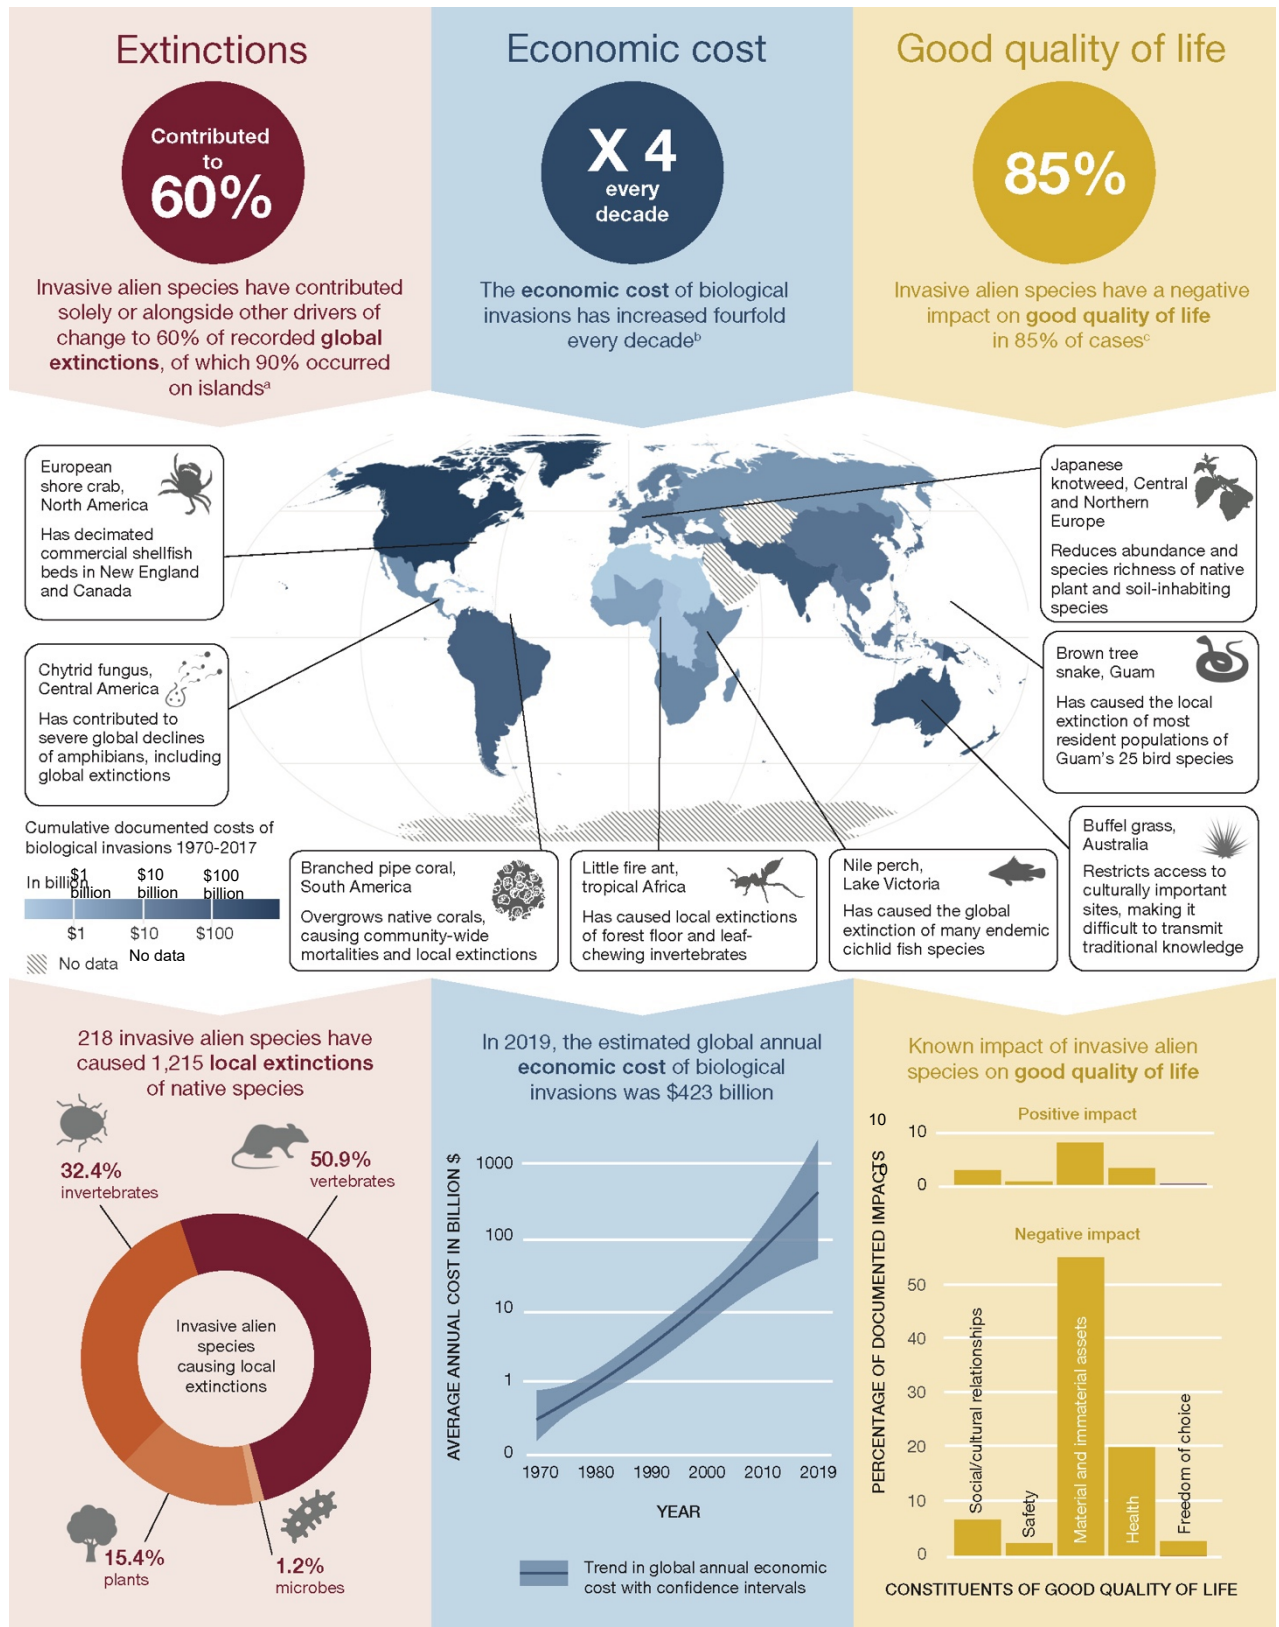 Extinctions
Contributed
to
60%
Invasive alien species have contributed
solely or alongside other drivers of
change to 60% of recorded global
extinctions, of which 90% occurred
on islandsᵃ
Economic cost
X 4
every
decade
The economic cost of biological
invasions has increased fourfold
every decadeᵇ
Good quality of life
85%
Invasive alien species have a negative
impact on good quality of life
in 85% of casesᶜ
European
shore crab,
North America
Has decimated
commercial shellfish
beds in New England
and Canada
Chytrid fungus,
Central America
Has contributed to
severe global declines
of amphibians, including
global extinctions
Japanese
knotweed, Central
and Northern
Europe
Reduces abundance and
species richness of native
plant and soil-inhabiting
species
Brown tree
snake, Guam
Has caused the local
extinction of most
resident populations of
Guam's 25 bird species
Buffel grass,
Australia
Restricts access to
culturally important
sites, making it
difficult to transmit
traditional knowledge
Cumulative documented costs of
biological invasions 1970-2017
In billion
$1
billion
$10
billion
$100
billion
$1
$10
$100
No data
No data
Branched pipe coral,
South America
Overgrows native corals,
causing community-wide
mortalities and local extinctions
Little fire ant,
tropical Africa
Has caused local extinctions
of forest floor and leaf-
chewing invertebrates
Nile perch,
Lake Victoria
Has caused the global
extinction of many endemic
cichlid fish species
218 invasive alien species have
caused 1,215 local extinctions
of native species
32.4%
invertebrates
50.9%
vertebrates
Invasive alien
species
causing local
extinctions
15.4%
plants
1.2%
microbes
In 2019, the estimated global annual
economic cost of biological
invasions was $423 billion
AVERAGE ANNUAL COST IN BILLION $
1000
100
10
1
0
1970 1980 1990 2000 2010 2019
YEAR
Trend in global annual economic
cost with confidence intervals
Known impact of invasive alien
species on good quality of life
PERCENTAGE OF DOCUMENTED IMPACTS
Positive impact
10
10
0
0
Negative impact
50
40
30
20
10
0
Social/cultural relationships
Safety
Material and immaterial assets
Health
Freedom of choice
CONSTITUENTS OF GOOD QUALITY OF LIFE